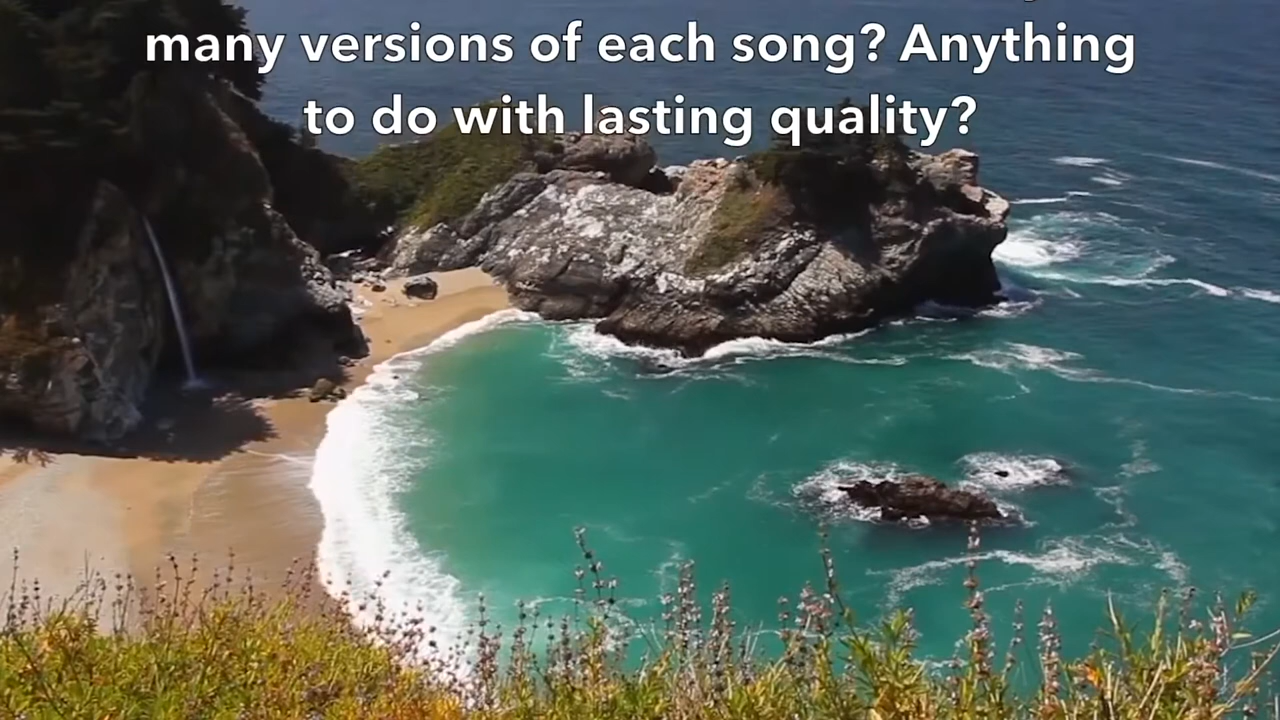 many versions of each song? Anything
to do with lasting quality?